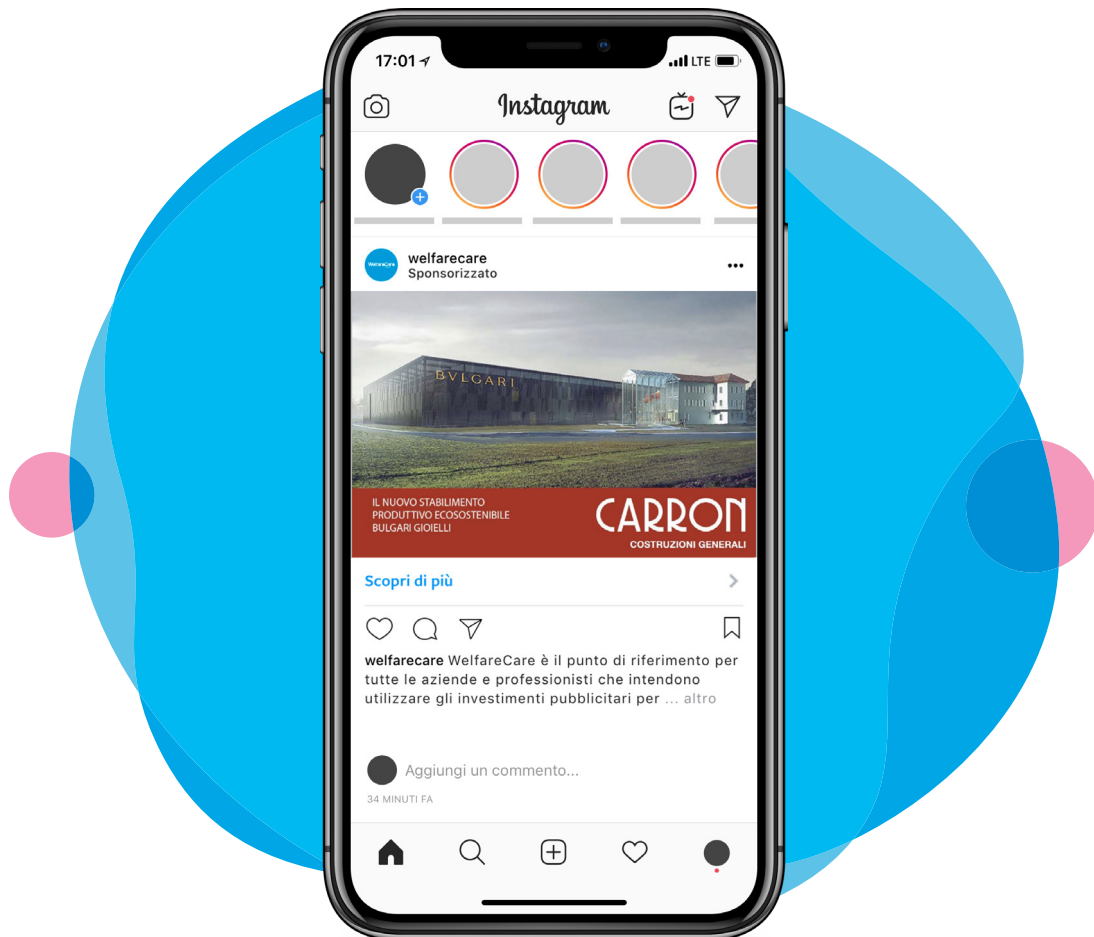 17:01
LTE
Instagram
WelfareCare
welfarecare
Sponsorizzato
BVLGARI
IL NUOVO STABILIMENTO
PRODUTTIVO ECOSOSTENIBILE
BULGARI GIOIELLI
CARRON
COSTRUZIONI GENERALI
Scopri di più
welfarecare WelfareCare è il punto di riferimento per
tutte le aziende e professionisti che intendono
utilizzare gli investimenti pubblicitari per ... altro
Aggiungi un commento...
34 MINUTI FA